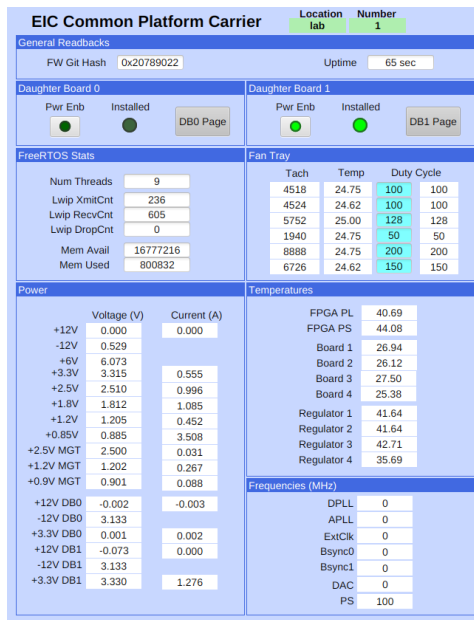 EIC Common Platform Carrier
Location Number
lab 1
General Readbacks
FW Git Hash 0x20789022 Uptime 65 sec
Daughter Board 0
Pwr Enb Installed
DB0 Page
Daughter Board 1
Pwr Enb Installed
DB1 Page
FreeRTOS Stats
Num Threads 9
Lwip XmitCnt 236
Lwip RecvCnt 605
Lwip DropCnt 0
Mem Avail 16777216
Mem Used 800832
Fan Tray
Tach Temp Duty Cycle
4518 24.75 100 100
4524 24.62 100 100
5752 25.00 128 128
1940 24.75 50 50
8888 24.75 200 200
6726 24.62 150 150
Power
Voltage (V) Current (A)
+12V 0.000 0.000
-12V 0.529
+6V 6.073
+3.3V 3.315 0.555
+2.5V 2.510 0.996
+1.8V 1.812 1.085
+1.2V 1.205 0.452
+0.85V 0.885 3.508
+2.5V MGT 2.500 0.031
+1.2V MGT 1.202 0.267
+0.9V MGT 0.901 0.088
+12V DB0 -0.002 -0.003
-12V DB0 3.133
+3.3V DB0 0.001 0.002
+12V DB1 -0.073 0.000
-12V DB1 3.133
+3.3V DB1 3.330 1.276
Temperatures
FPGA PL 40.69
FPGA PS 44.08
Board 1 26.94
Board 2 26.12
Board 3 27.50
Board 4 25.38
Regulator 1 41.64
Regulator 2 41.64
Regulator 3 42.71
Regulator 4 35.69
Frequencies (MHz)
DPLL 0
APLL 0
ExtClk 0
Bsync0 0
Bsync1 0
DAC 0
PS 100